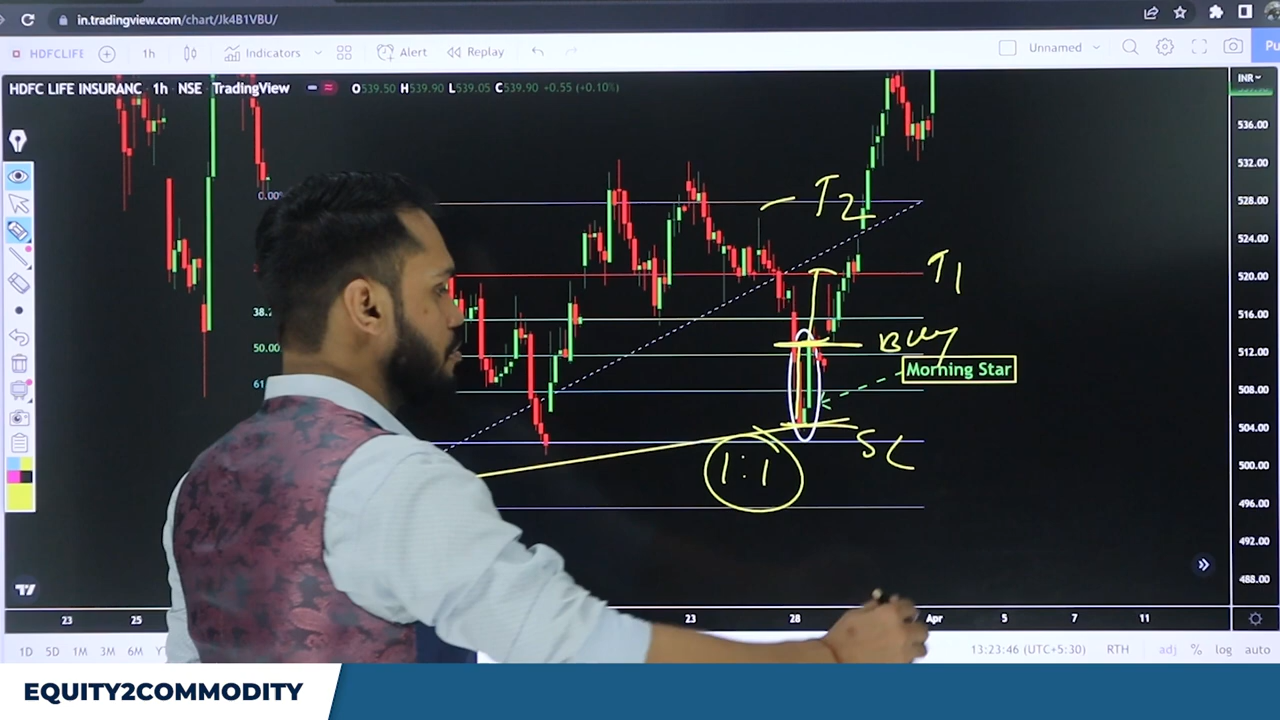 in.tradingview.com/chart/Jk4B1VBU/
HDFCLIFE 1h Indicators Alert Replay Unnamed Pu
HDFC LIFE INSURANC 1h · NSE · TradingView O539.50 H539.90 L539.05 C539.90 +0.55 (+0.10%)
INR
536.00
532.00
528.00
524.00
520.00
516.00
512.00
508.00
504.00
500.00
496.00
492.00
488.00
0.00%
38.2
50.00
61
T2
T1
Buy
Morning Star
SL
1:1
23 25 23 28 Apr 5 7 11
1D 5D 1M 3M 6M Y 13:23:46 (UTC+5:30) RTH adj % log auto
EQUITY2COMMODITY